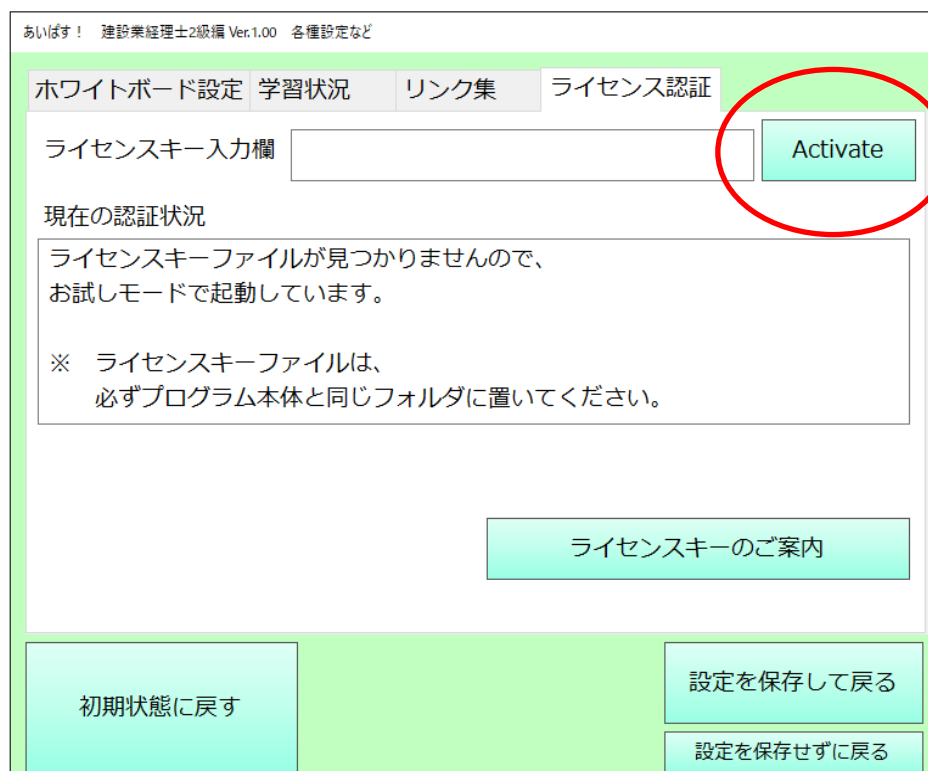 あいぱす！　建設業経理士2級編 Ver.1.00　各種設定など
ホワイトボード設定 学習状況 リンク集 ライセンス認証
ライセンスキー入力欄 Activate
現在の認証状況
ライセンスキーファイルが見つかりませんので、
お試しモードで起動しています。
※　ライセンスキーファイルは、
必ずプログラム本体と同じフォルダに置いてください。
ライセンスキーのご案内
初期状態に戻す
設定を保存して戻る
設定を保存せずに戻る